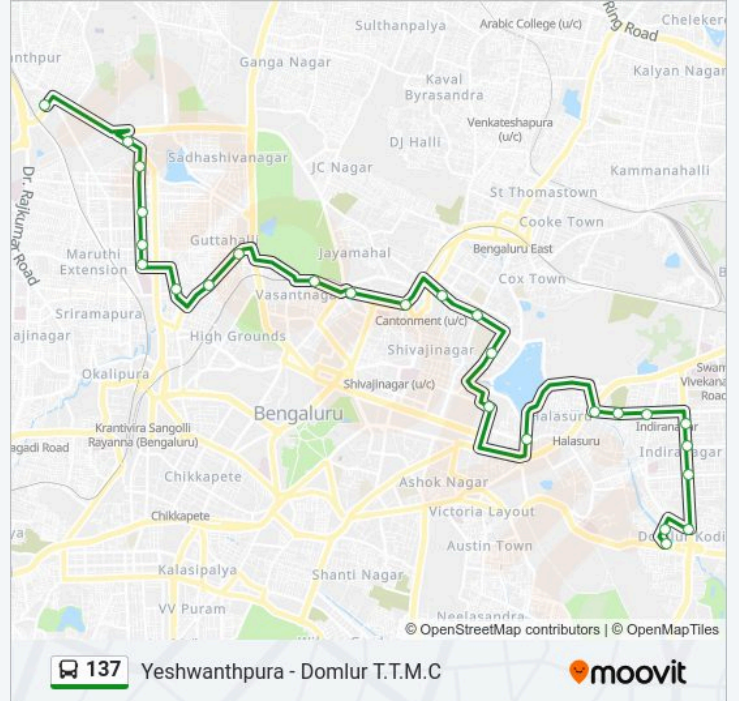 Ring Road
Chelekere
Arabic College (u/c)
Sulthanpalya
anthpur
Ganga Nagar
Kalyan Nagar
Kaval
Byrasandra
Venkateshapura
(u/c)
DJ Halli
Sadhashivanagar
JC Nagar
Kammanahalli
Dr. Rajkumar Road
St Thomastown
Cooke Town
Guttahalli
Bengaluru East
Maruthi
Extension
Jayamahal
Cox Town
Vasantnaga
Sriramapura
Cantonment (u/c)
ajinagar
High Grounds
Shivajinagar
Okalipura
Shivajinagar (u/c)
Swam
Vivekana
Road
Bengaluru
Halasuru
Krantivira Sangolli
Rayanna (Bengaluru)
Indiranagar
agadi Road
Halasuru
Indiranagar
Chikkapete
Ashok Nagar
Victoria Layout
Chikkapete
Domlur Kodi
ya
Austin Town
Kalasipalya
Shanti Nagar
VV Puram
Neelasandra
© OpenStreetMap contributors | © OpenMapTiles
137 Yeshwanthpura - Domlur T.T.M.C
moovit